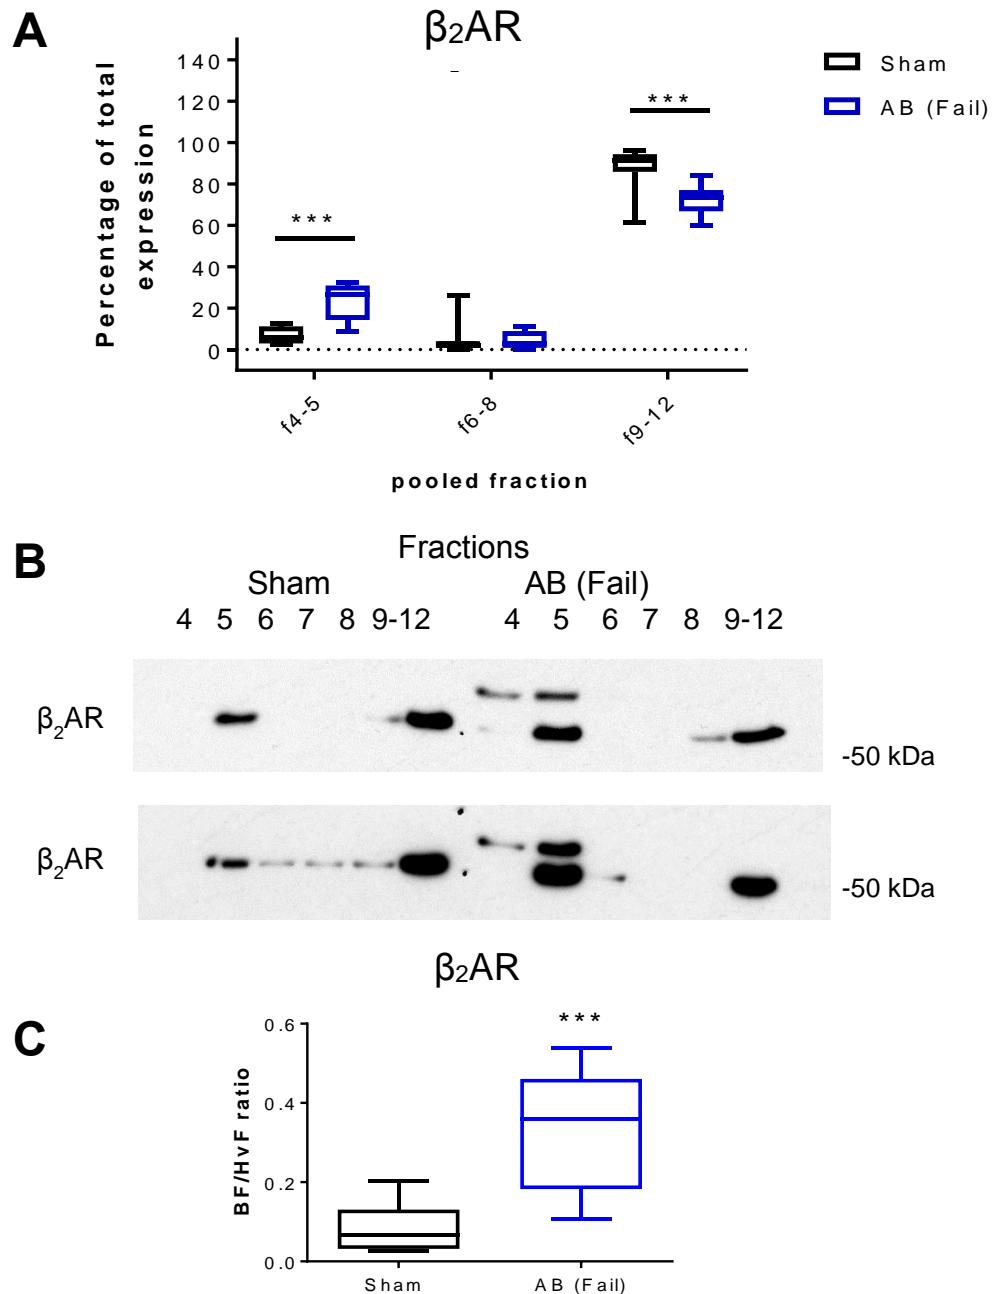 A
β₂AR
Percentage of total
expression
140
120
100
80
60
40
20
0
***
***
Sham
AB (Fail)
f4-5
f6-8
f9-12
pooled fraction
B
Fractions
Sham AB (Fail)
4 5 6 7 8 9-12 4 5 6 7 8 9-12
β₂AR
-50 kDa
β₂AR
-50 kDa
β₂AR
C
***
BF/HvF ratio
0.6
0.4
0.2
0.0
Sham AB (Fail)